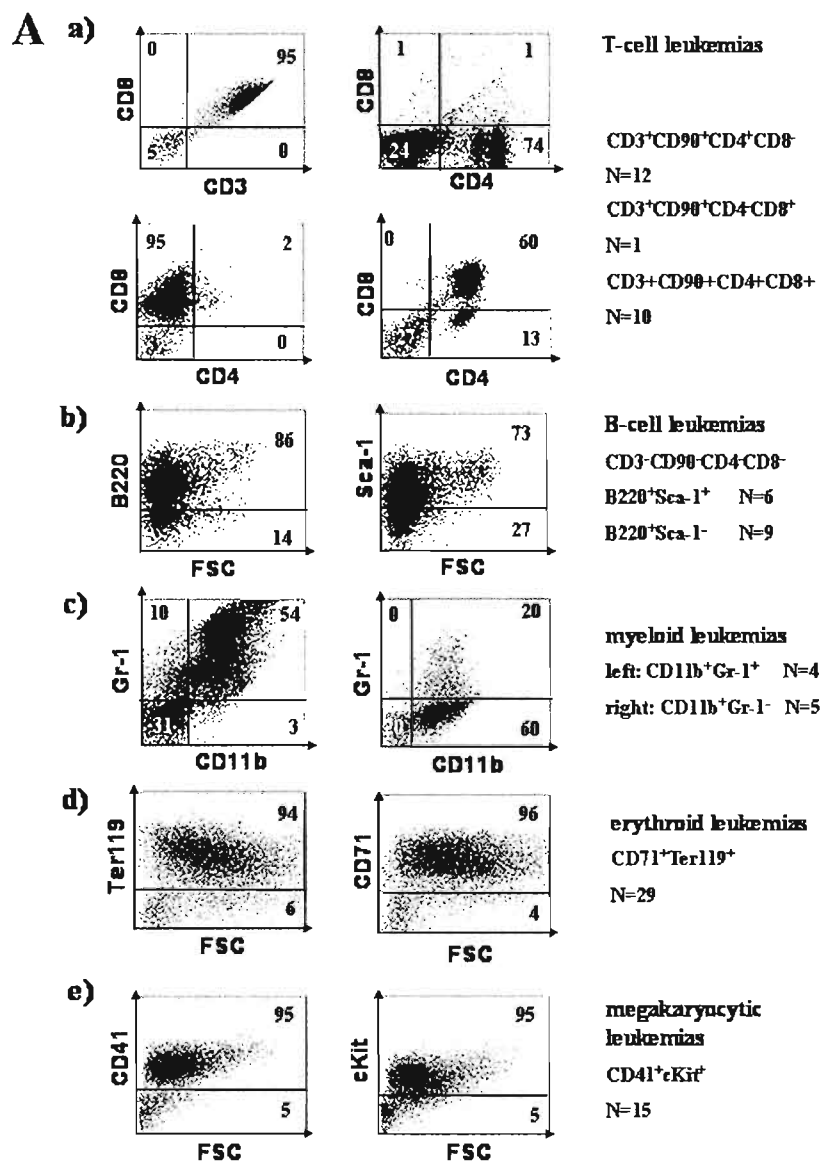 A a)
0 95
CD8
5 0
CD3
1 1
CD8
24 74
CD4
T-cell leukemias
CD3+CD90+CD4+CD8-
N=12
CD3+CD90+CD4-CD8+
N=1
CD3+CD90+CD4+CD8+
N=10
95 2
CD8
3 0
CD4
0 60
CD8
13
CD4
b)
86
B220
14
FSC
73
Sca-1
27
FSC
B-cell leukemias
CD3-CD90-CD4-CD8-
B220+Sca-1+ N=6
B220+Sca-1- N=9
c)
10 54
Gr-1
31 3
CD11b
0 20
Gr-1
60
CD11b
myeloid leukemias
left: CD11b+Gr-1+ N=4
right: CD11b+Gr-1- N=5
d)
94
Ter119
6
FSC
96
CD71
4
FSC
erythroid leukemias
CD71+Ter119+
N=29
e)
95
CD41
5
FSC
95
cKit
5
FSC
megakaryocytic
leukemias
CD41+cKit+
N=15